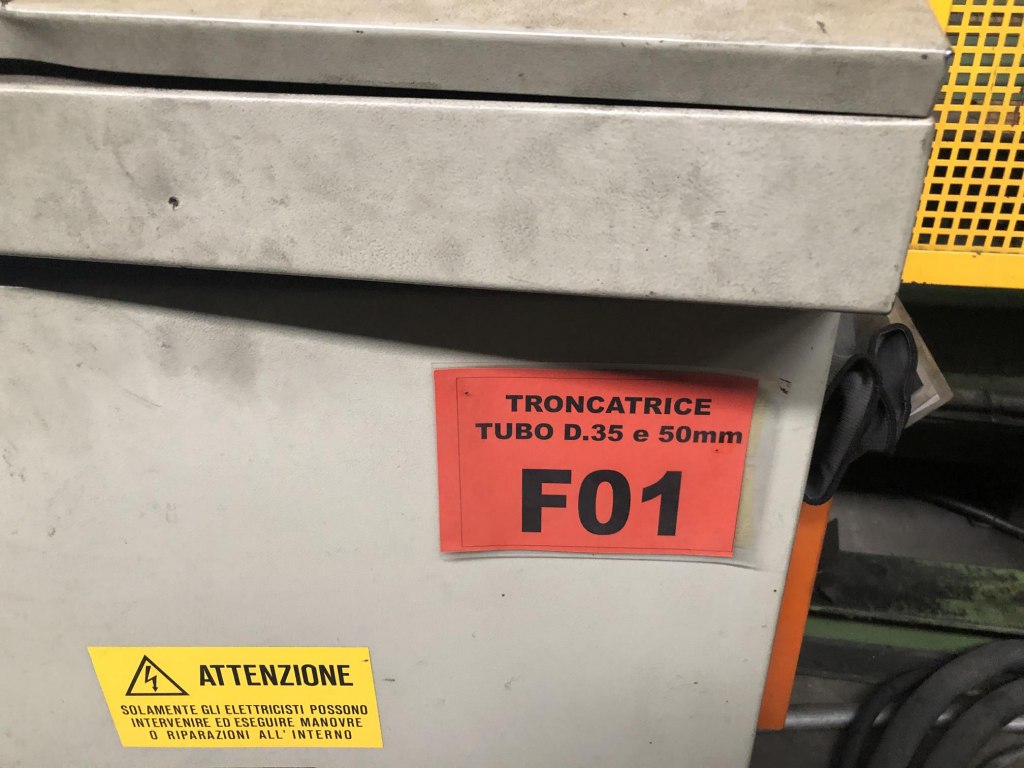 TRONCATRICE
TUBO D.35 e 50mm
F01
ATTENZIONE
SOLAMENTE GLI ELETTRICISTI POSSONO
INTERVENIRE ED ESEGUIRE MANOVRE
O RIPARAZIONI ALL' INTERNO